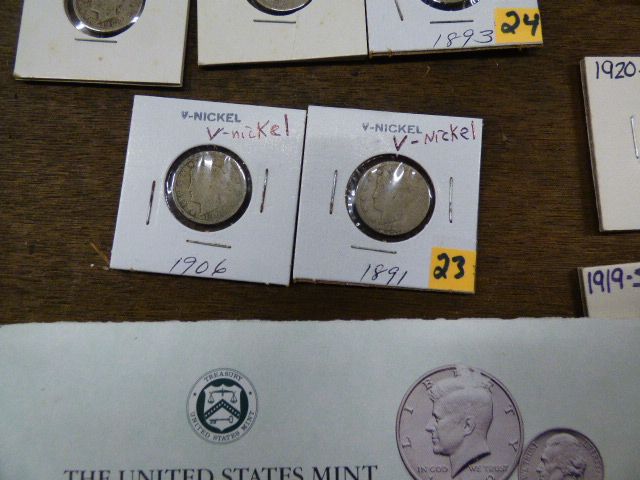 1893
24
1920-
V-NICKEL
V-nickel
1906
V-NICKEL
V-Nickel
1891
23
1919-S
TREASURY
UNITED STATES MINT
THE UNITED STATES MINT
LIBERTY
IN GOD WE TRUST